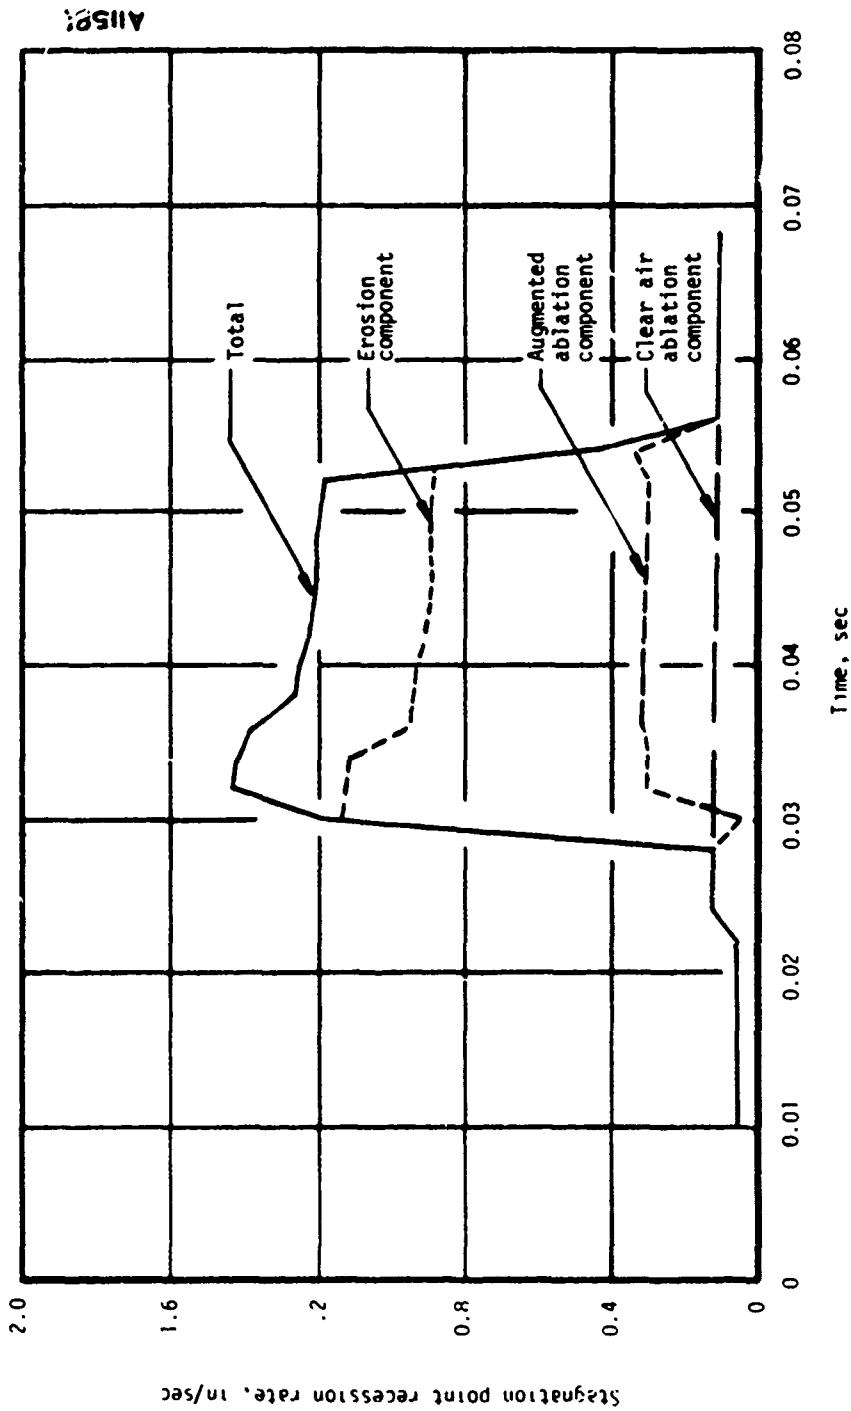 2.0
1.6
.2
0.8
0.4
0
Stagnation point recession rate, in/sec
0
0.01
0.02
0.03
0.04
0.05
0.06
0.07
0.08
Time, sec
Total
Erosion
component
Augmented
ablation
component
Clear air
ablation
component